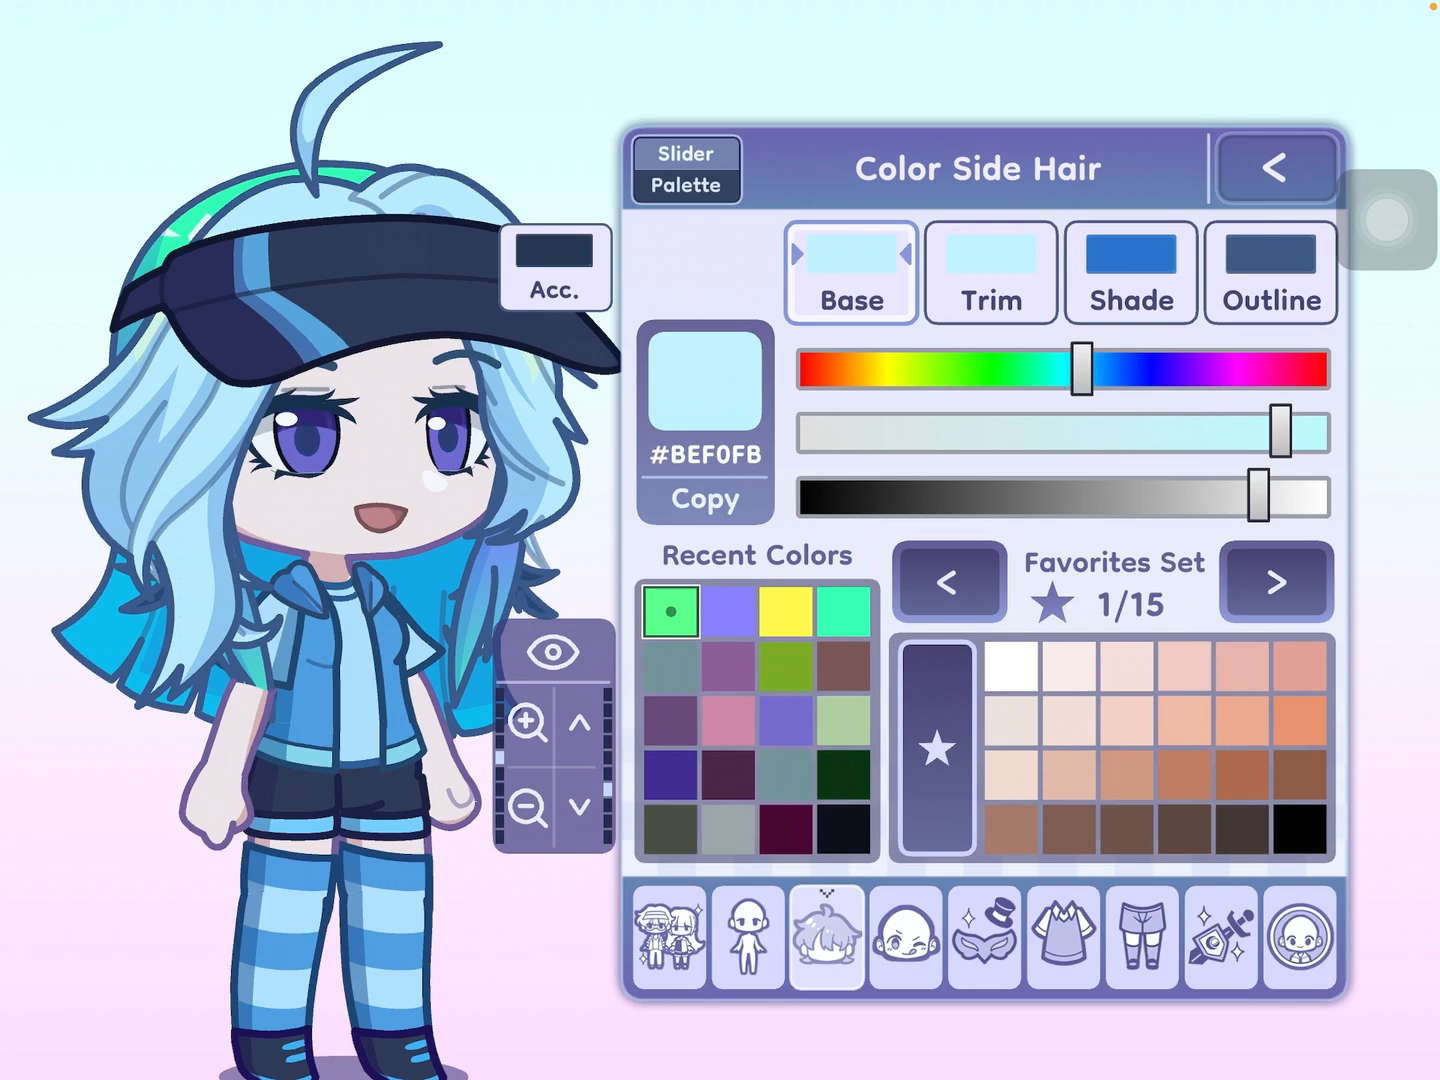 Slider
Palette
Color Side Hair
<
Acc.
Base
Trim
Shade
Outline
#BEF0FB
Copy
Recent Colors
<
Favorites Set
1/15
>